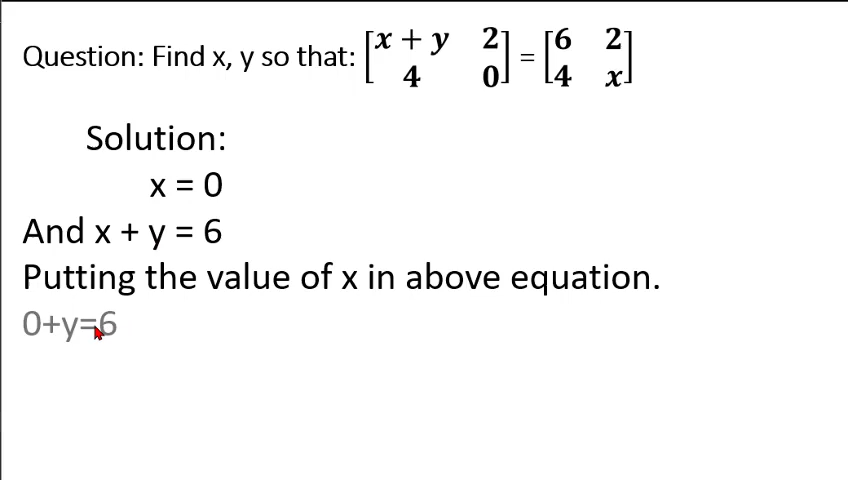 Question: Find x, y so that: [x + y 2 4 0] = [6 2 4 x]
Solution:
x = 0
And x + y = 6
Putting the value of x in above equation.
0+y=6